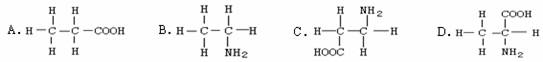 H H H H H NH₂ H COOH
A. H—C—C—COOH B. H—C—C—H C. H—C—C—H D. H—C—C—H
H H H NH₂ HOOC H H NH₂